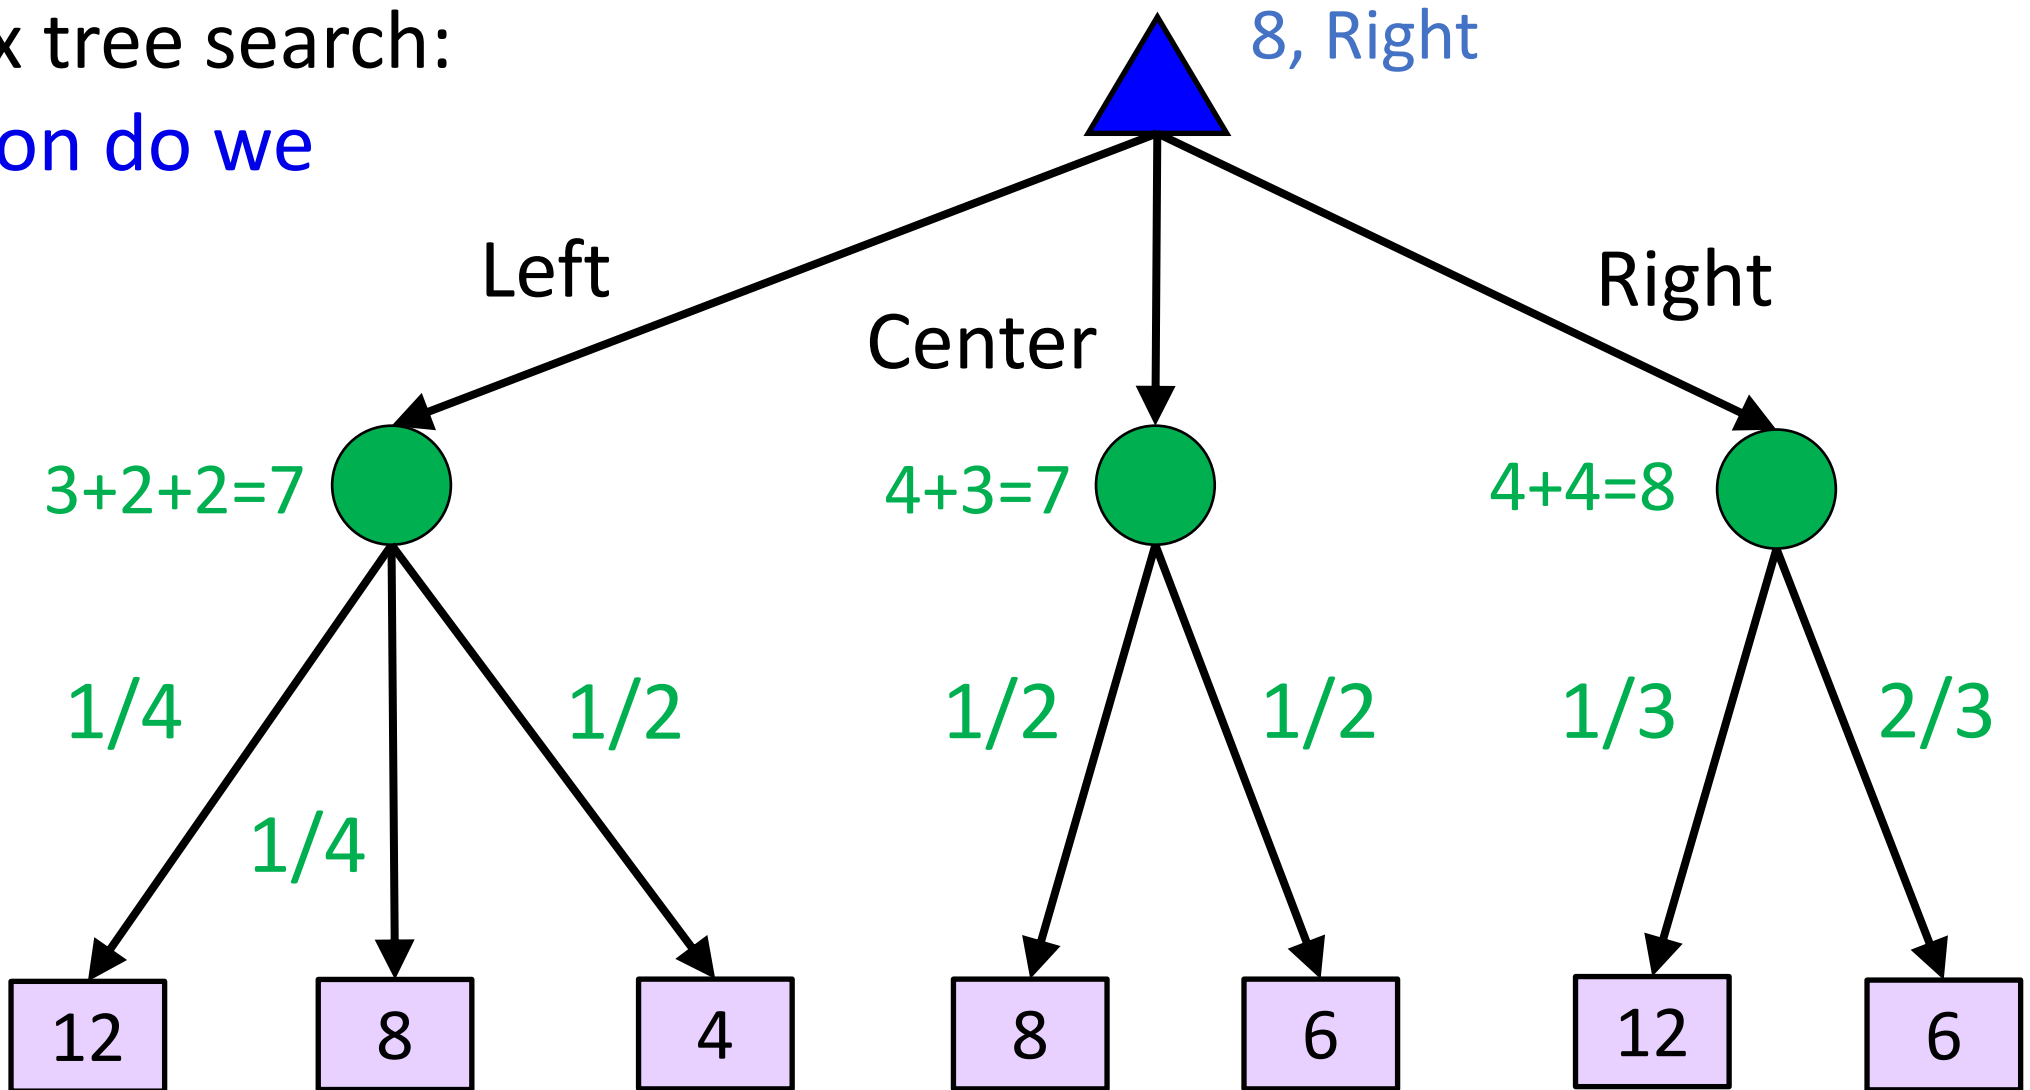 x tree search:
on do we
8, Right
Left
Center
Right
3+2+2=7
4+3=7
4+4=8
1/4
1/4
1/2
1/2
1/2
1/3
2/3
12
8
4
8
6
12
6